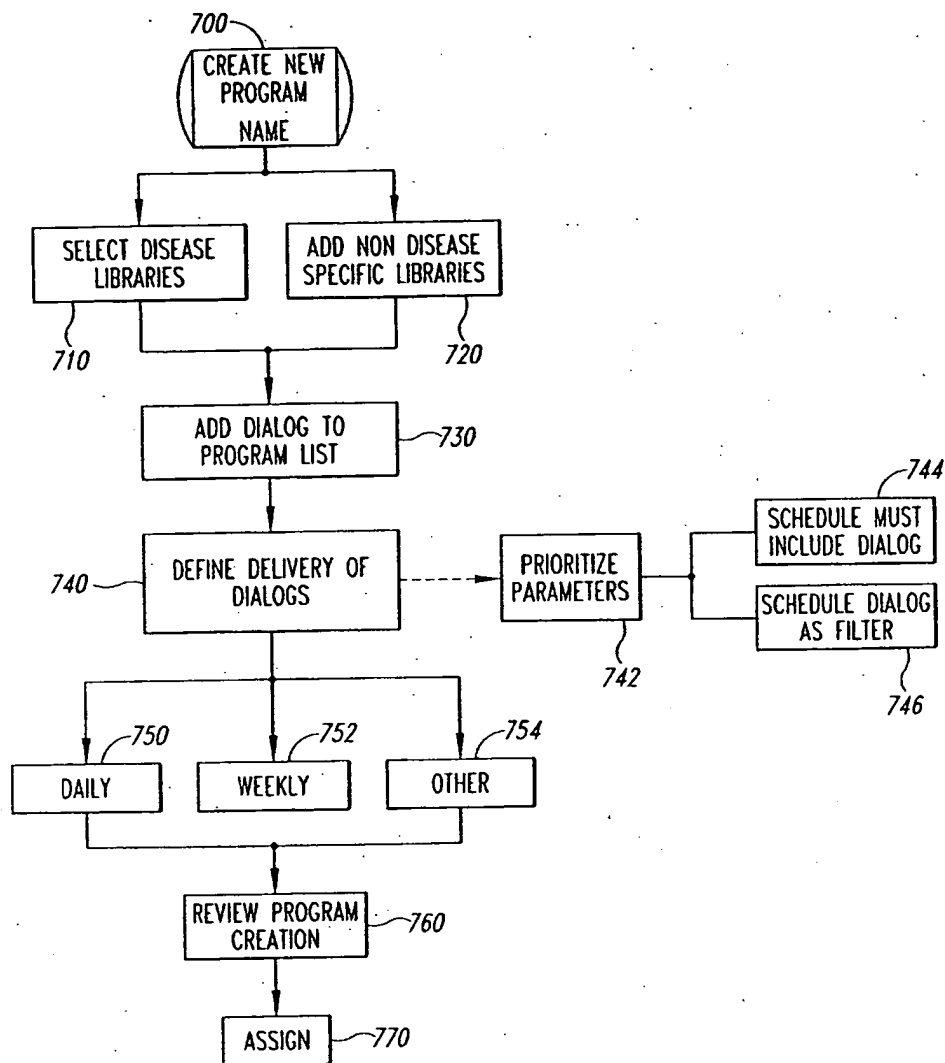 700
CREATE NEW
PROGRAM
NAME
SELECT DISEASE
LIBRARIES
710
ADD NON DISEASE
SPECIFIC LIBRARIES
720
ADD DIALOG TO
PROGRAM LIST
730
740
DEFINE DELIVERY OF
DIALOGS
PRIORITIZE
PARAMETERS
742
744
SCHEDULE MUST
INCLUDE DIALOG
SCHEDULE DIALOG
AS FILTER
746
750
DAILY
752
WEEKLY
754
OTHER
REVIEW PROGRAM
CREATION
760
ASSIGN
770